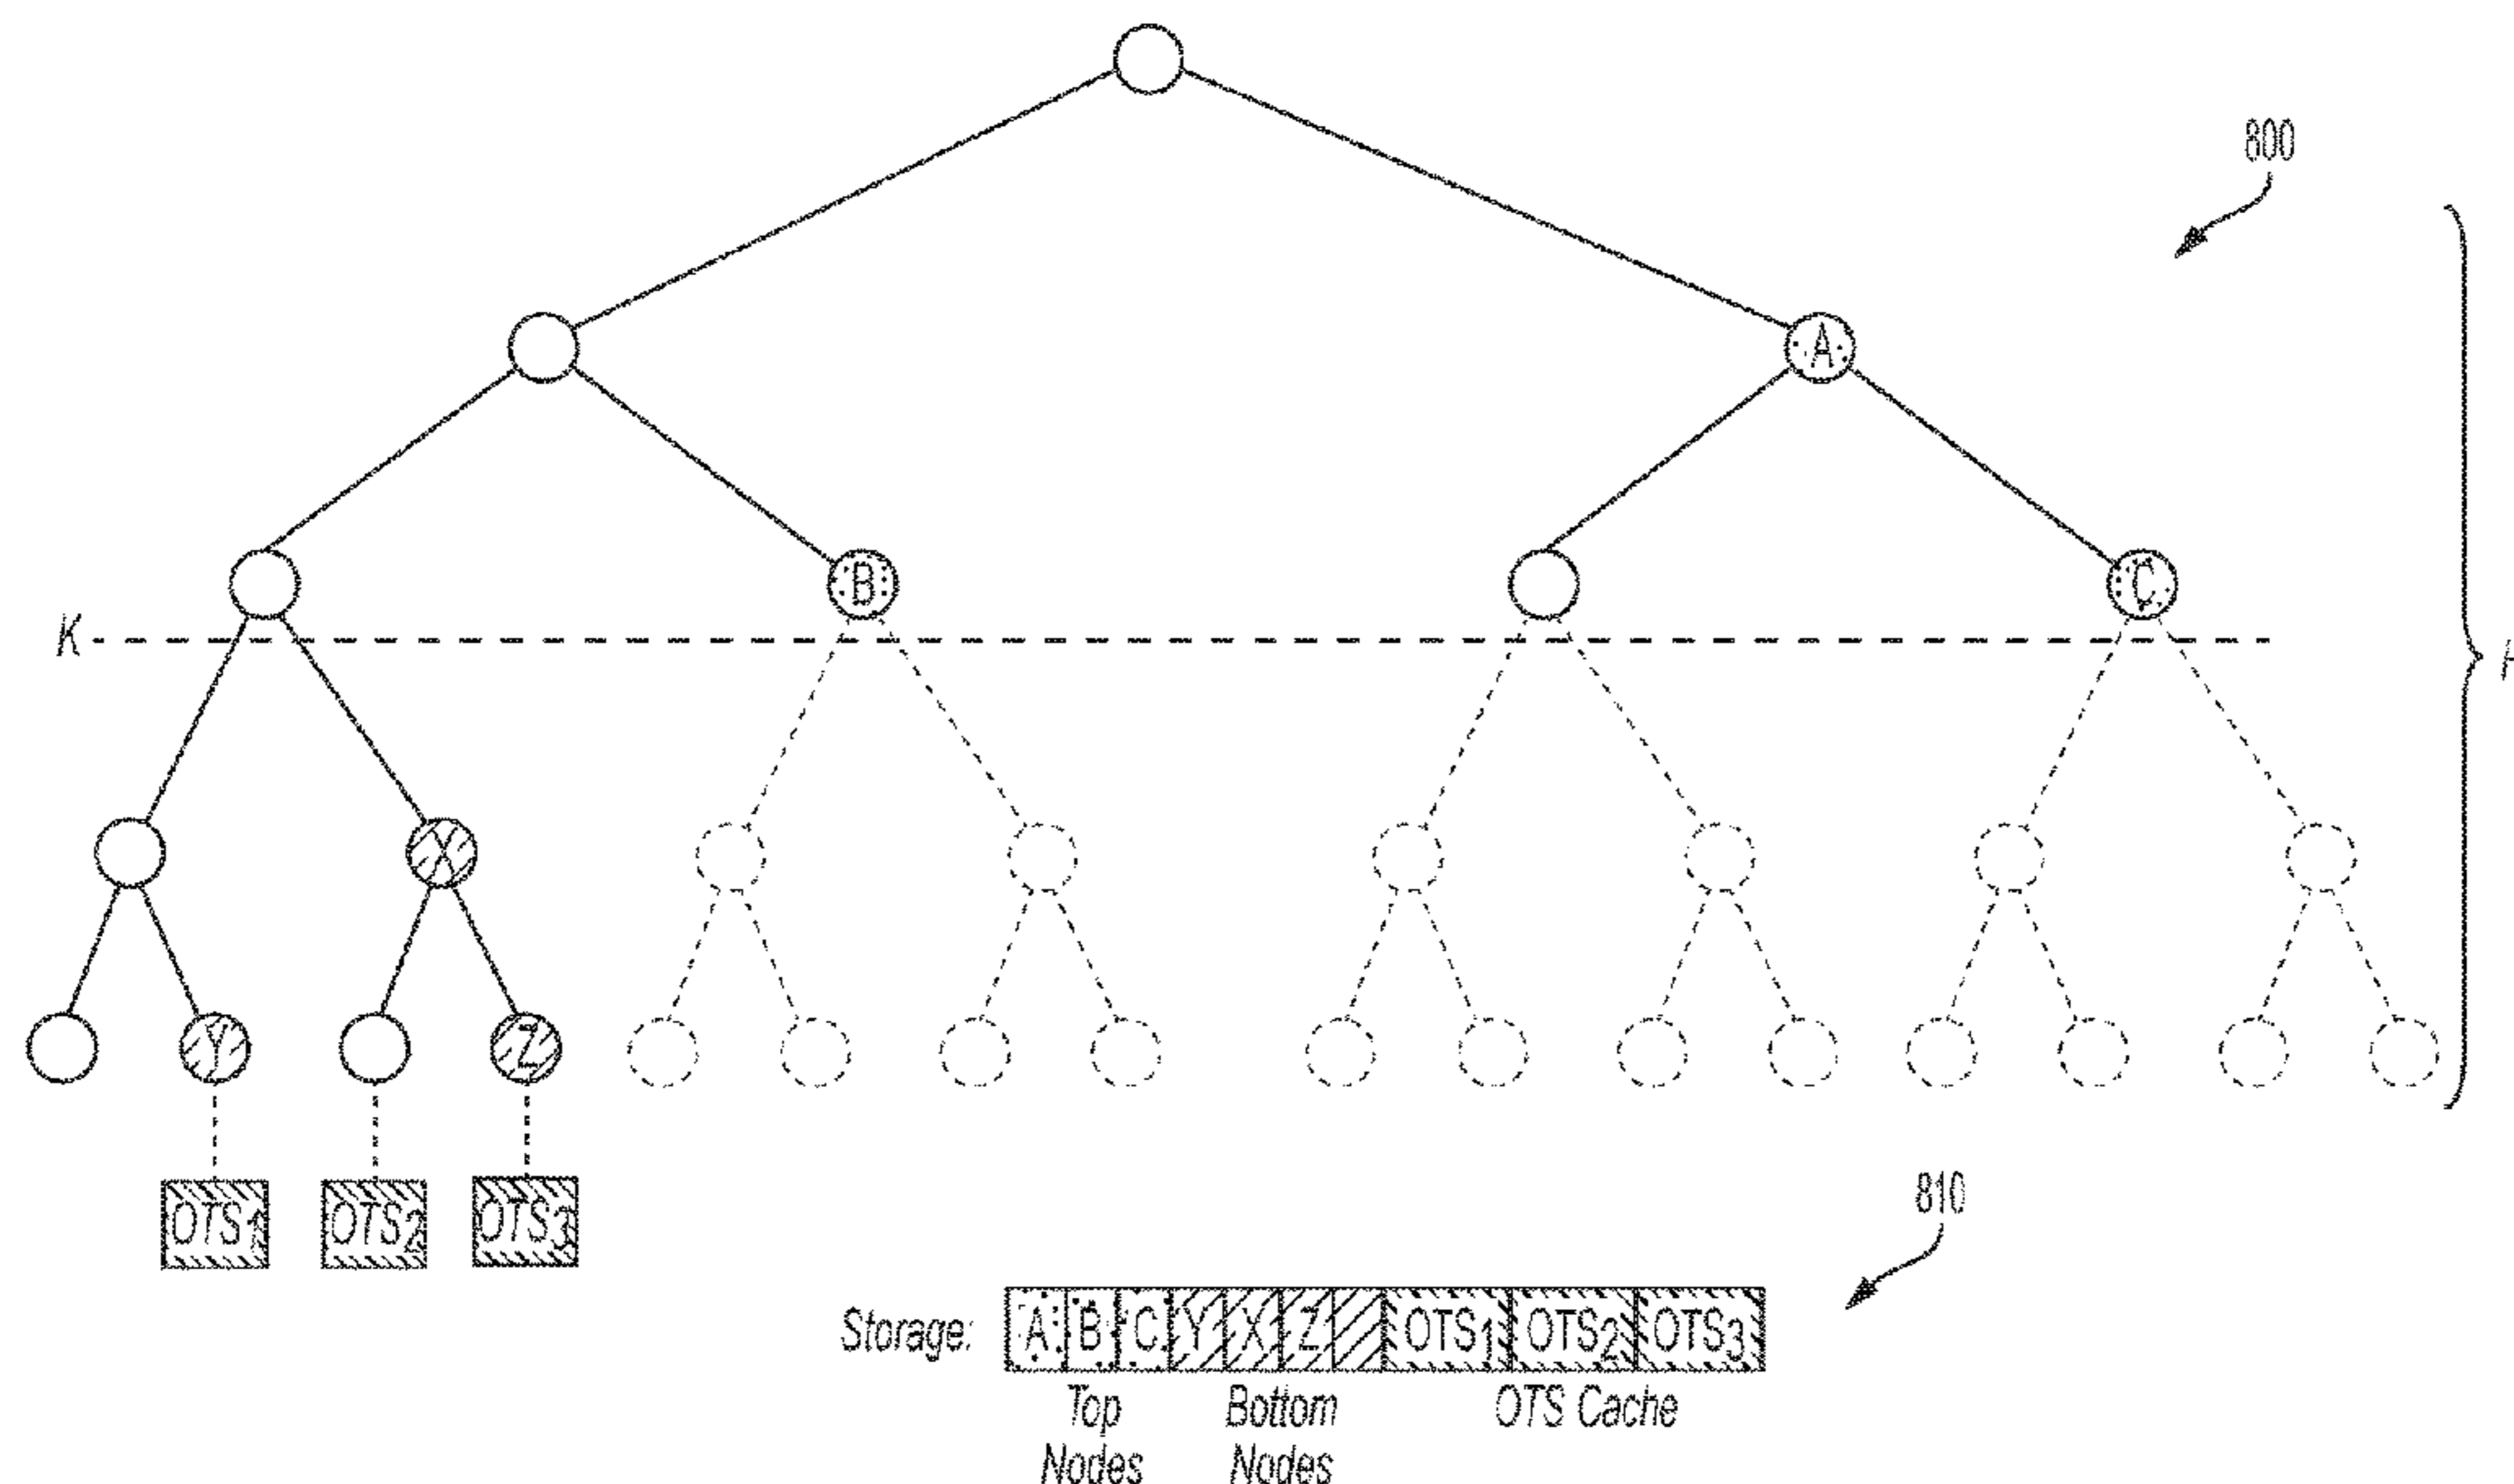 800
A
B
C
K
X
Y
Z
OTS1
OTS2
OTS3
810
Storage: A B C Y X Z OTS1 OTS2 OTS3
Top Nodes
Bottom Nodes
OTS Cache